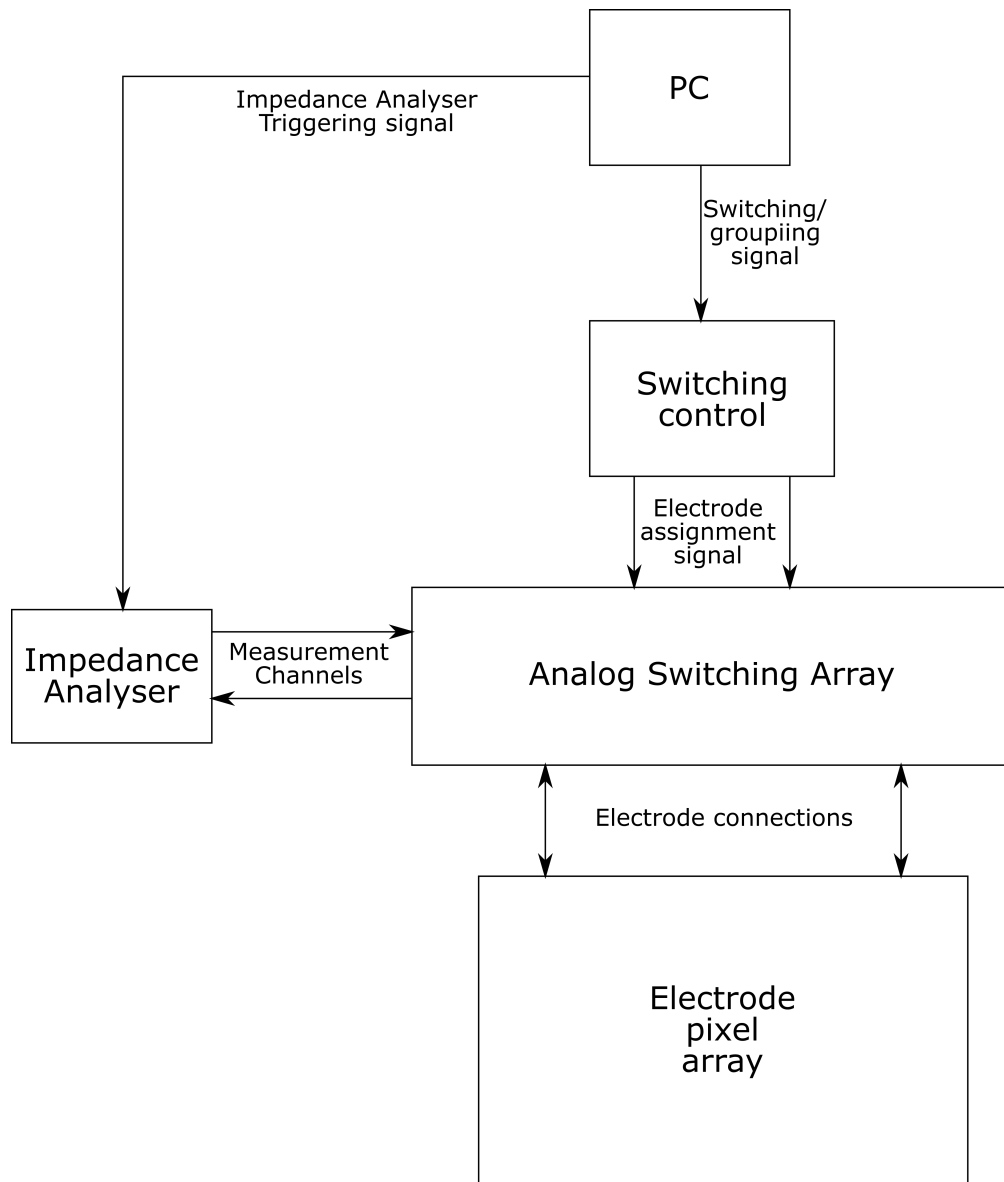 PC
Impedance Analyser
Triggering signal
Switching/
groupiing
signal
Switching
control
Electrode
assignment
signal
Impedance
Analyser
Measurement
Channels
Analog Switching Array
Electrode connections
Electrode
pixel
array